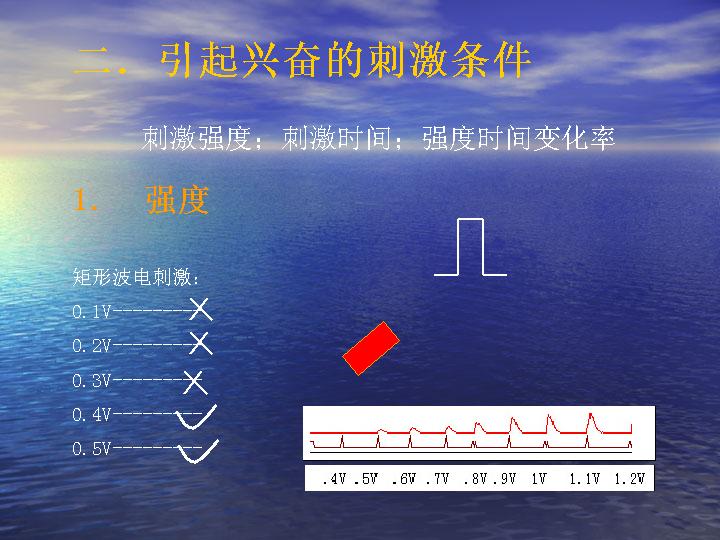 二．引起兴奋的刺激条件
刺激强度；刺激时间；强度时间变化率
1. 强度
矩形波电刺激：
0.1V---------
0.2V---------
0.3V---------
0.4V---------
0.5V---------
.4V .5V .6V .7V .8V .9V 1V 1.1V 1.2W